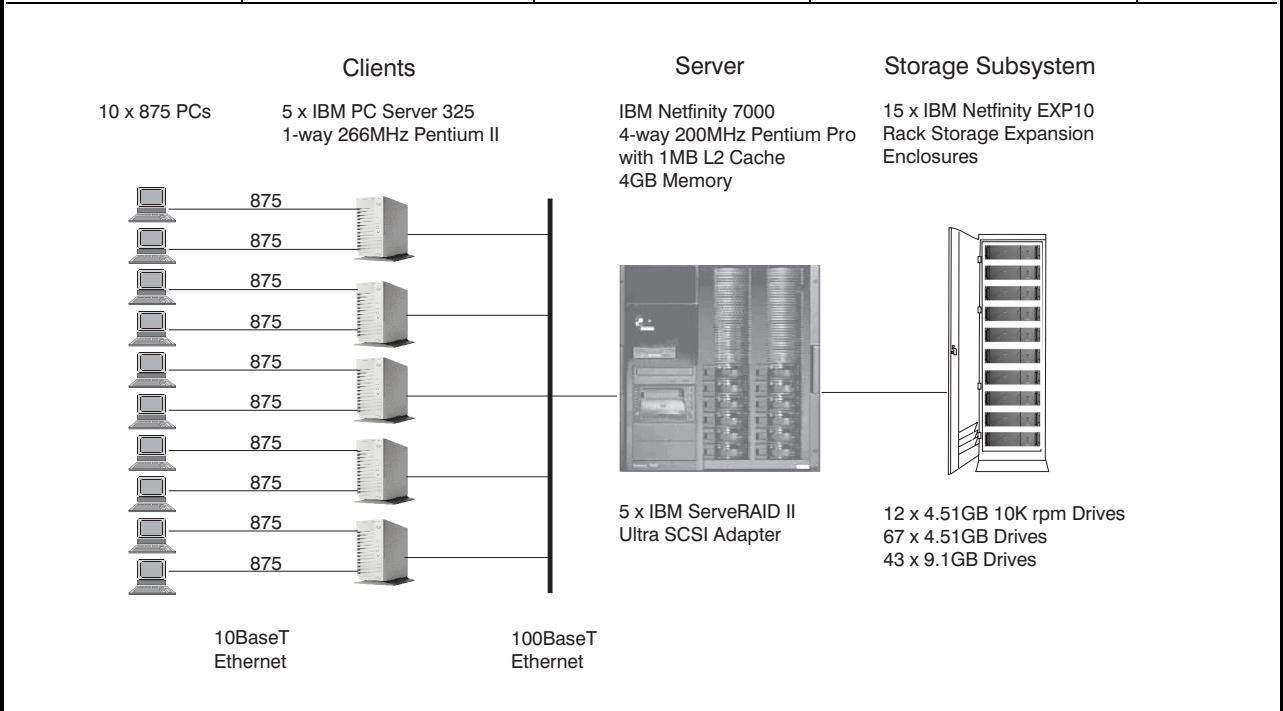 Clients
Server
Storage Subsystem
10 x 875 PCs
5 x IBM PC Server 325
1-way 266MHz Pentium II
IBM Netfinity 7000
4-way 200MHz Pentium Pro
with 1MB L2 Cache
4GB Memory
15 x IBM Netfinity EXP10
Rack Storage Expansion
Enclosures
875
875
875
875
875
875
875
875
875
875
5 x IBM ServeRAID II
Ultra SCSI Adapter
12 x 4.51GB 10K rpm Drives
67 x 4.51GB Drives
43 x 9.1GB Drives
10BaseT
Ethernet
100BaseT
Ethernet